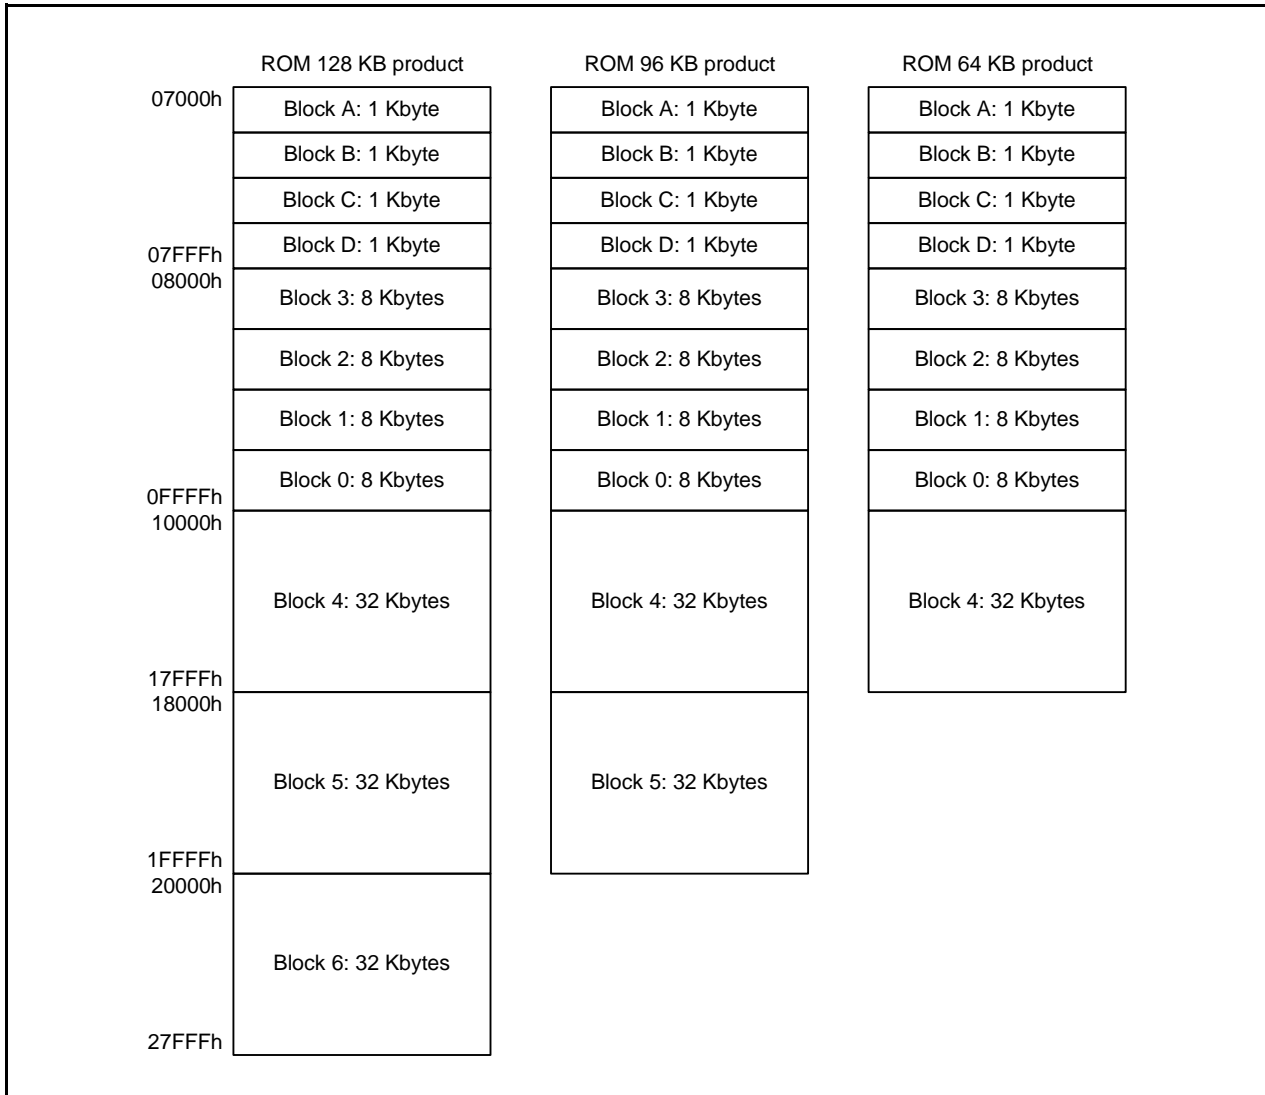 ROM 128 KB product
ROM 96 KB product
ROM 64 KB product
07000h
Block A: 1 Kbyte
Block A: 1 Kbyte
Block A: 1 Kbyte
Block B: 1 Kbyte
Block B: 1 Kbyte
Block B: 1 Kbyte
Block C: 1 Kbyte
Block C: 1 Kbyte
Block C: 1 Kbyte
Block D: 1 Kbyte
Block D: 1 Kbyte
Block D: 1 Kbyte
07FFFh
08000h
Block 3: 8 Kbytes
Block 3: 8 Kbytes
Block 3: 8 Kbytes
Block 2: 8 Kbytes
Block 2: 8 Kbytes
Block 2: 8 Kbytes
Block 1: 8 Kbytes
Block 1: 8 Kbytes
Block 1: 8 Kbytes
Block 0: 8 Kbytes
Block 0: 8 Kbytes
Block 0: 8 Kbytes
0FFFFh
10000h
Block 4: 32 Kbytes
Block 4: 32 Kbytes
Block 4: 32 Kbytes
17FFFh
18000h
Block 5: 32 Kbytes
Block 5: 32 Kbytes
1FFFFh
20000h
Block 6: 32 Kbytes
27FFFh